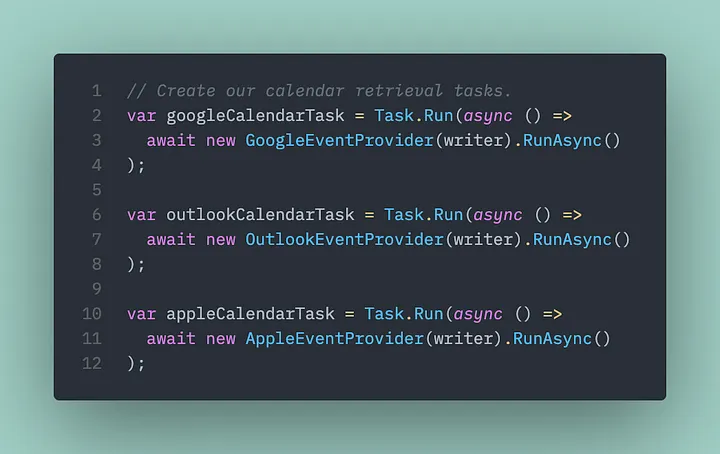 1 // Create our calendar retrieval tasks.
2 var googleCalendarTask = Task.Run(async () =>
3   await new GoogleEventProvider(writer).RunAsync()
4 );
5
6 var outlookCalendarTask = Task.Run(async () =>
7   await new OutlookEventProvider(writer).RunAsync()
8 );
9
10 var appleCalendarTask = Task.Run(async () =>
11   await new AppleEventProvider(writer).RunAsync()
12 );